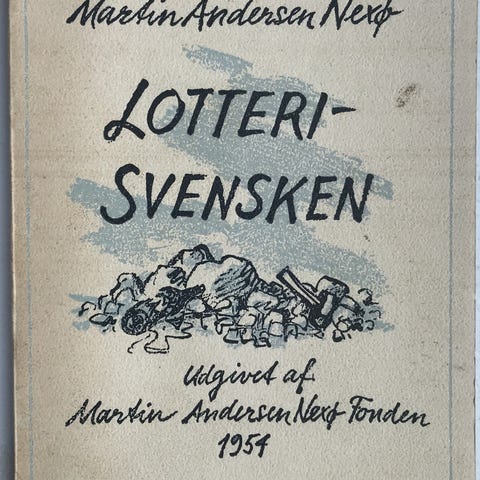 Martin Andersen Nexø
LOTTERI-
SVENSKEN
Udgivet af
Martin Andersen Nexø Fonden
1954